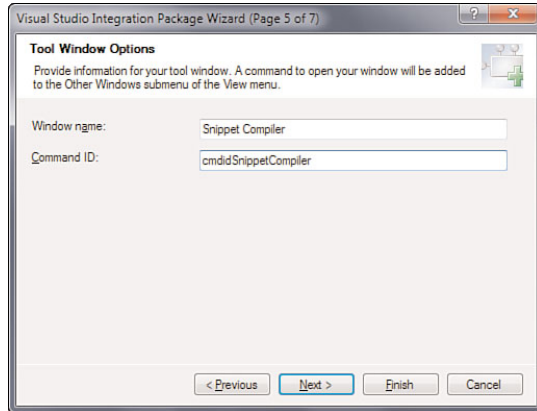 Visual Studio Integration Package Wizard (Page 5 of 7)
Tool Window Options
Provide information for your tool window. A command to open your window will be added
to the Other Windows submenu of the View menu.
Window name:
Snippet Compiler
Command ID:
cmdidSnippetCompiler
< Previous
Next >
Finish
Cancel